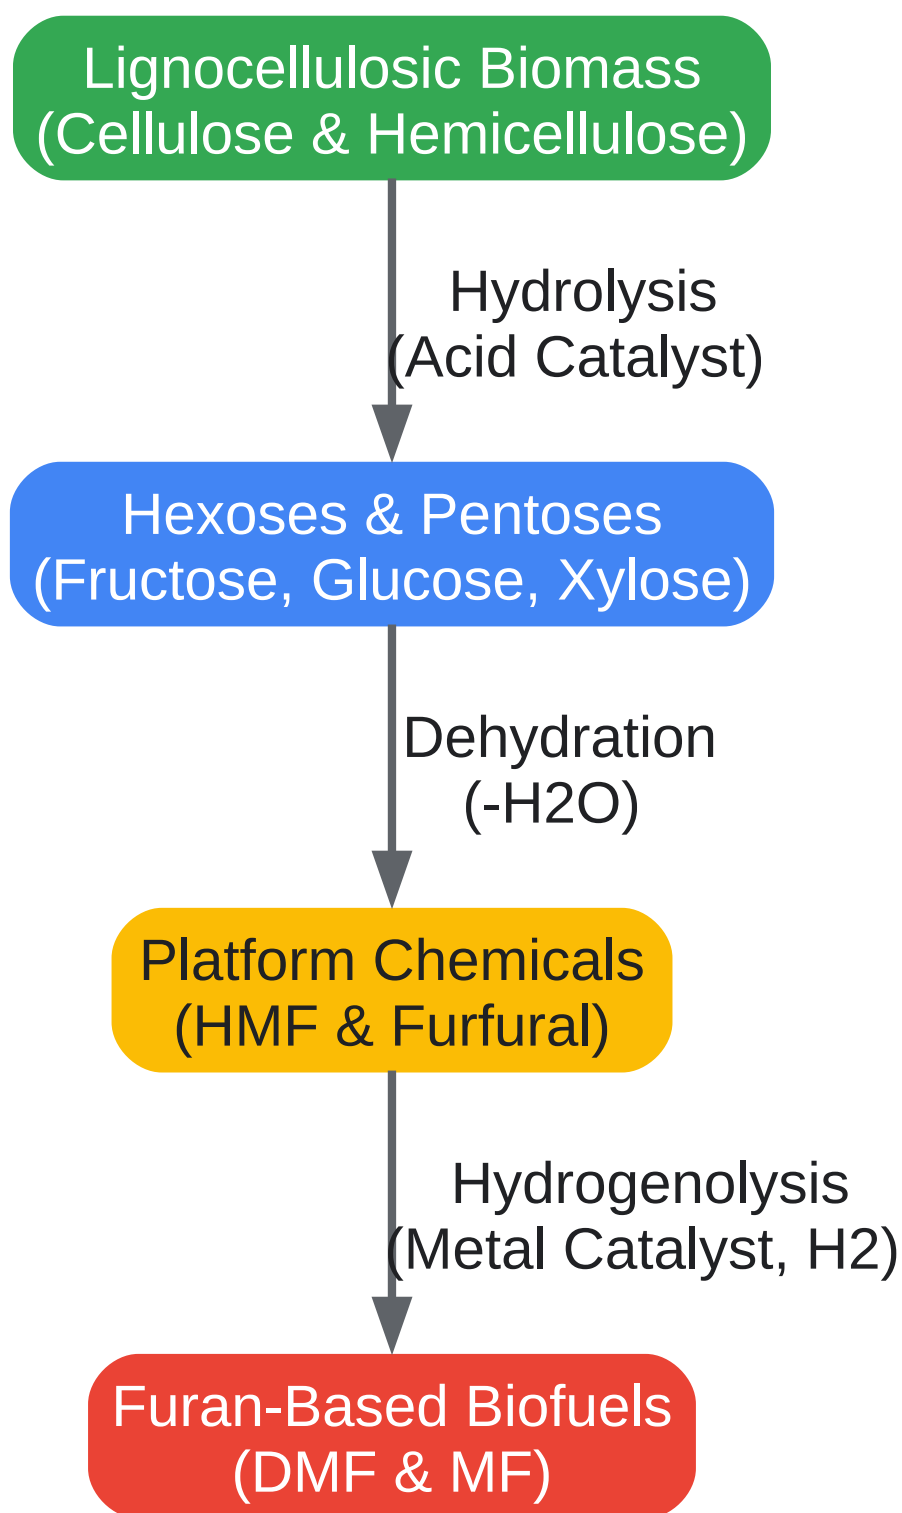 Lignocellulosic Biomass
(Cellulose & Hemicellulose)
Hydrolysis
(Acid Catalyst)
Hexoses & Pentoses
(Fructose, Glucose, Xylose)
Dehydration
(-H2O)
Platform Chemicals
(HMF & Furfural)
Hydrogenolysis
(Metal Catalyst, H2)
Furan-Based Biofuels
(DMF & MF)